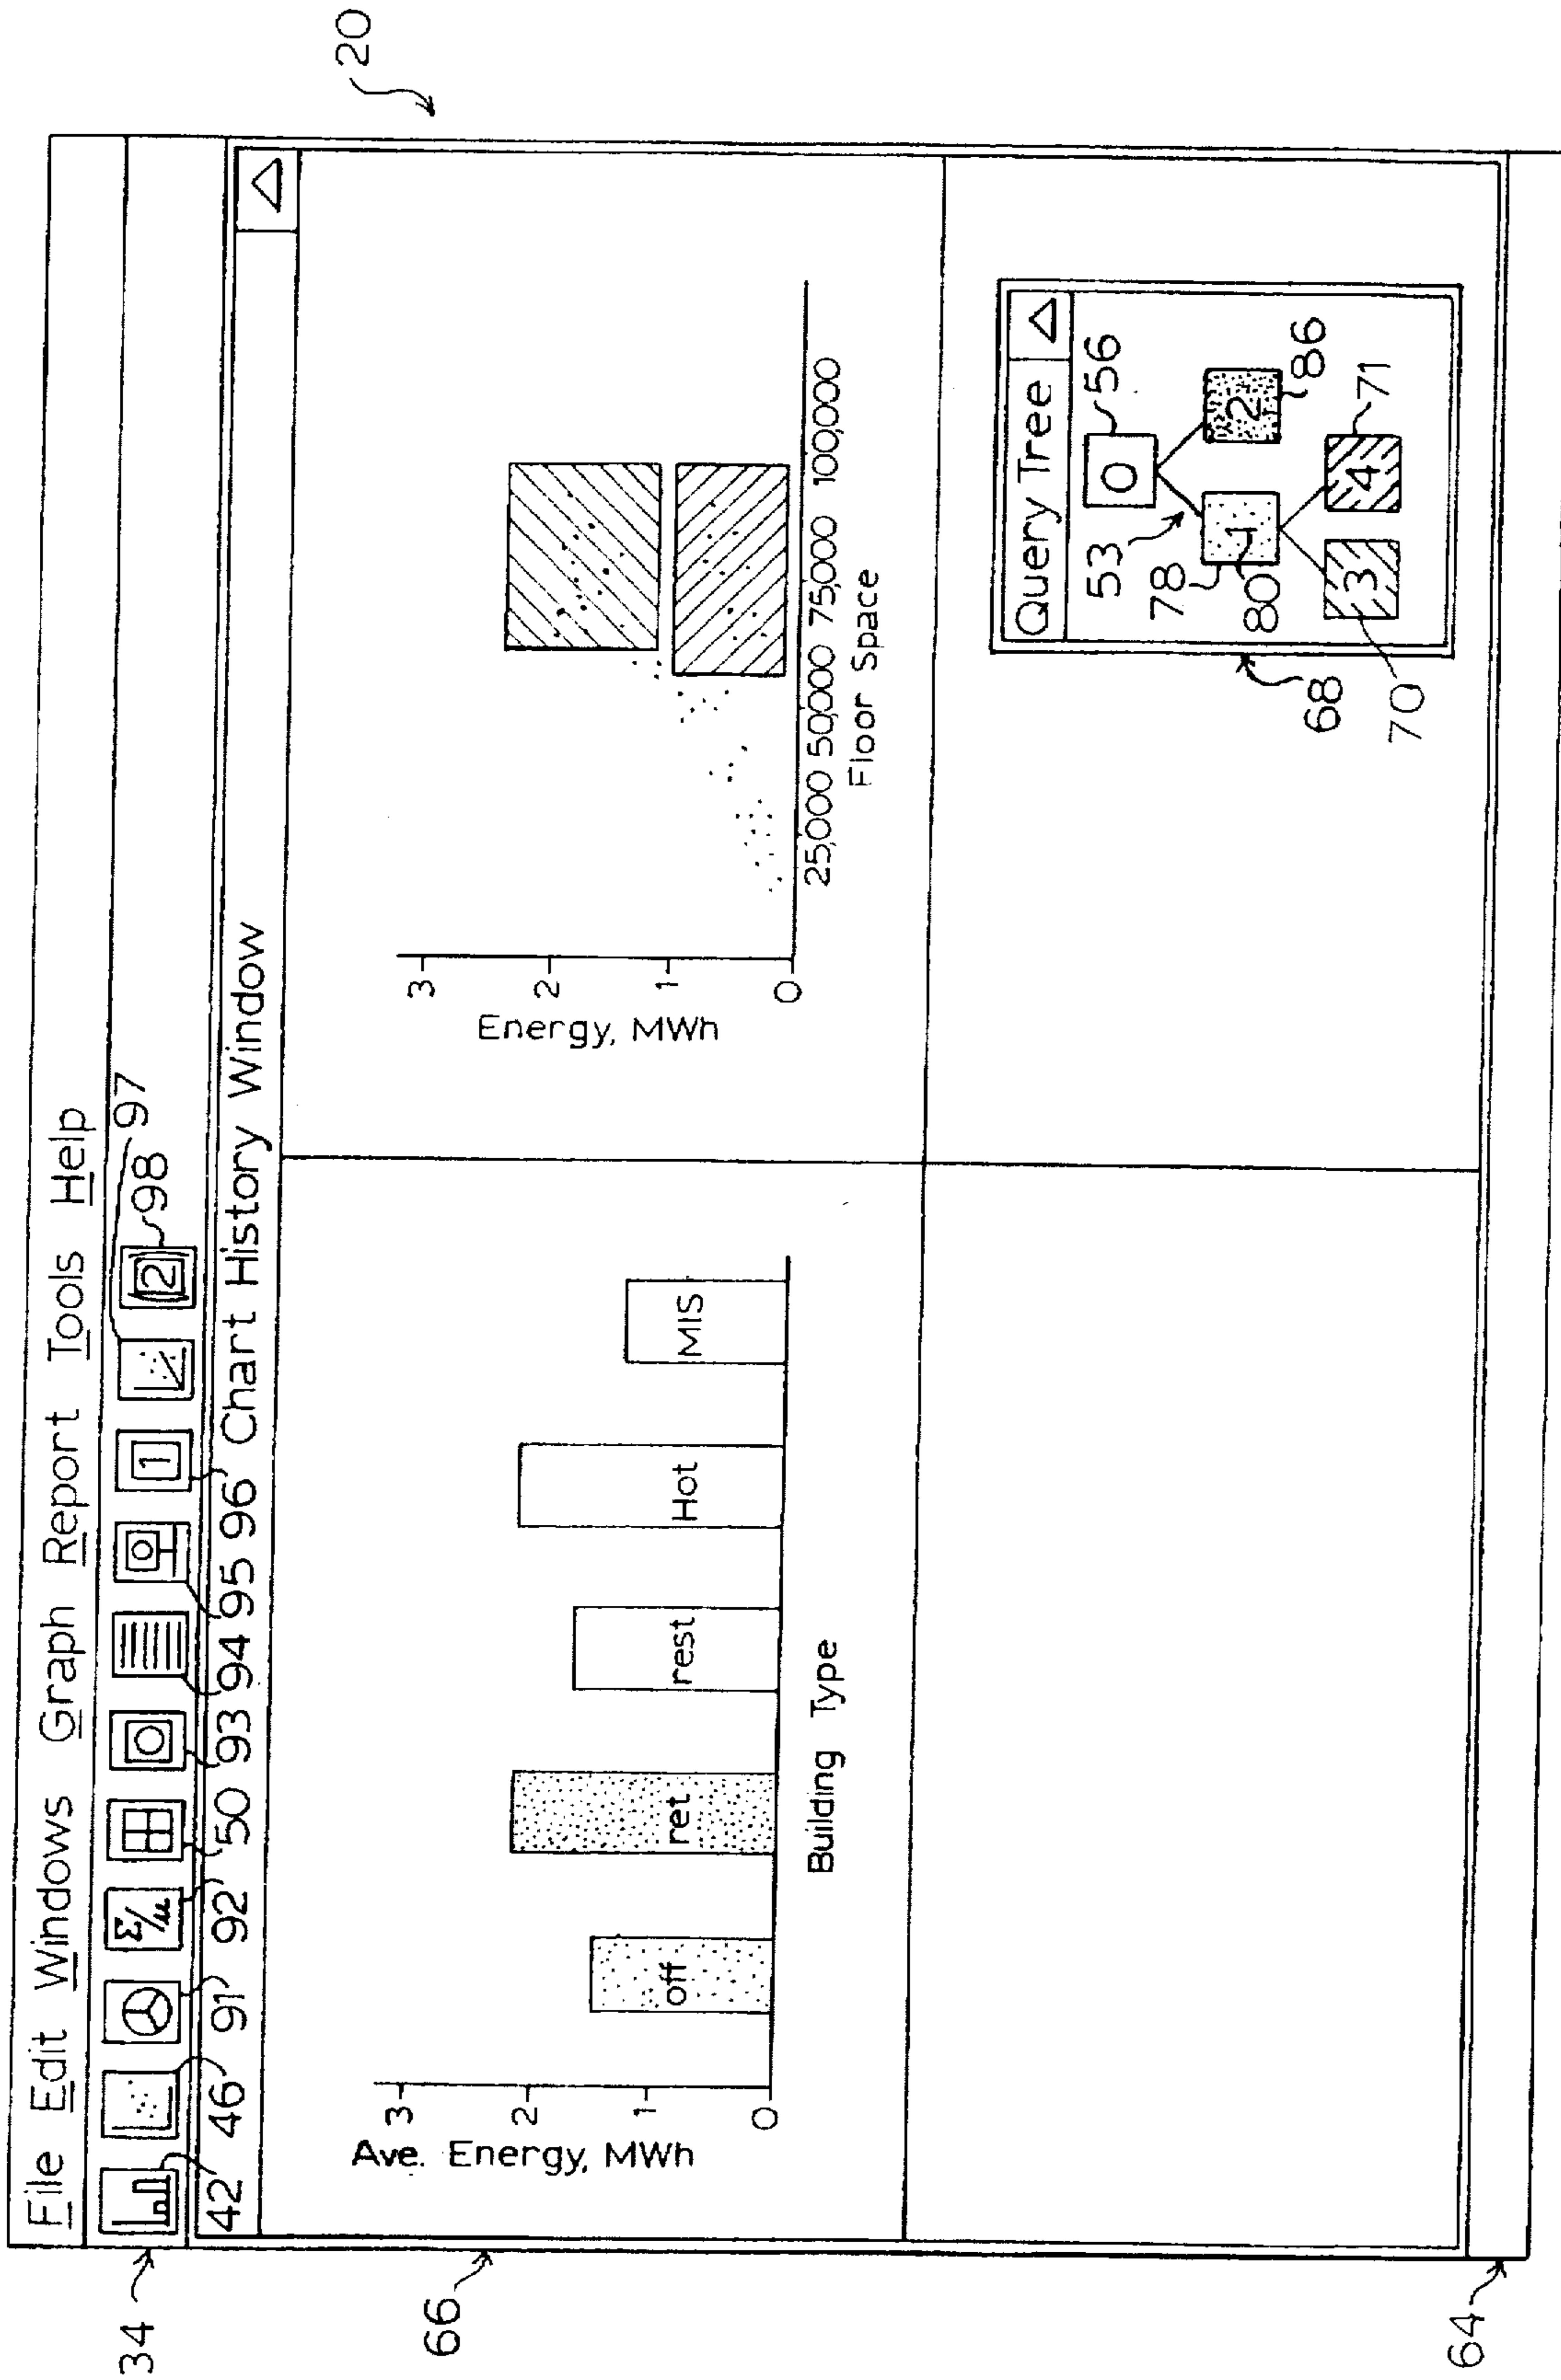 20
File Edit Windows Graph Report Tools Help
97
98
1
2
Σ/μ
34
42 46 91 92 50 93 94 95 96 Chart History Window
66
3
2
1
0
Ave. Energy, MWh
off
ret
rest
Hot
MIS
Building Type
3
2
1
0
Energy, MWh
25,000 50,000 75,000 100,000
Floor Space
Query Tree
53
0
56
78
1
80
2
86
3
4
71
68
70
64